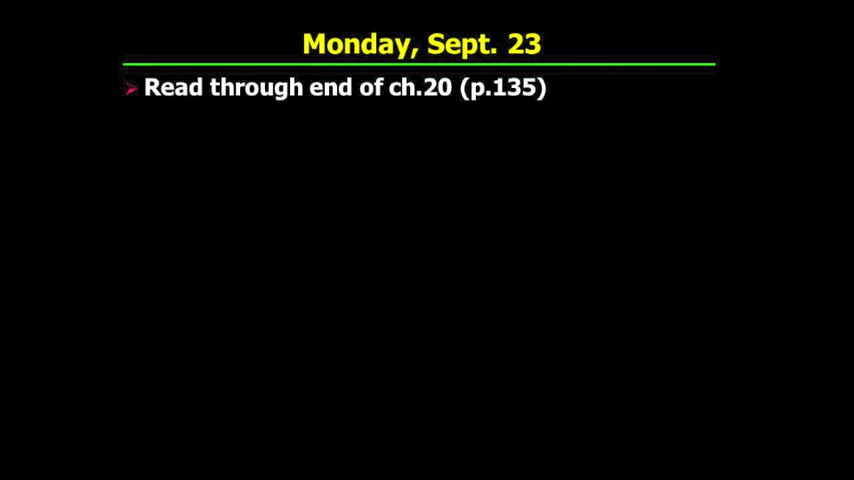 Monday, Sept. 23
Read through end of ch.20 (p.135)